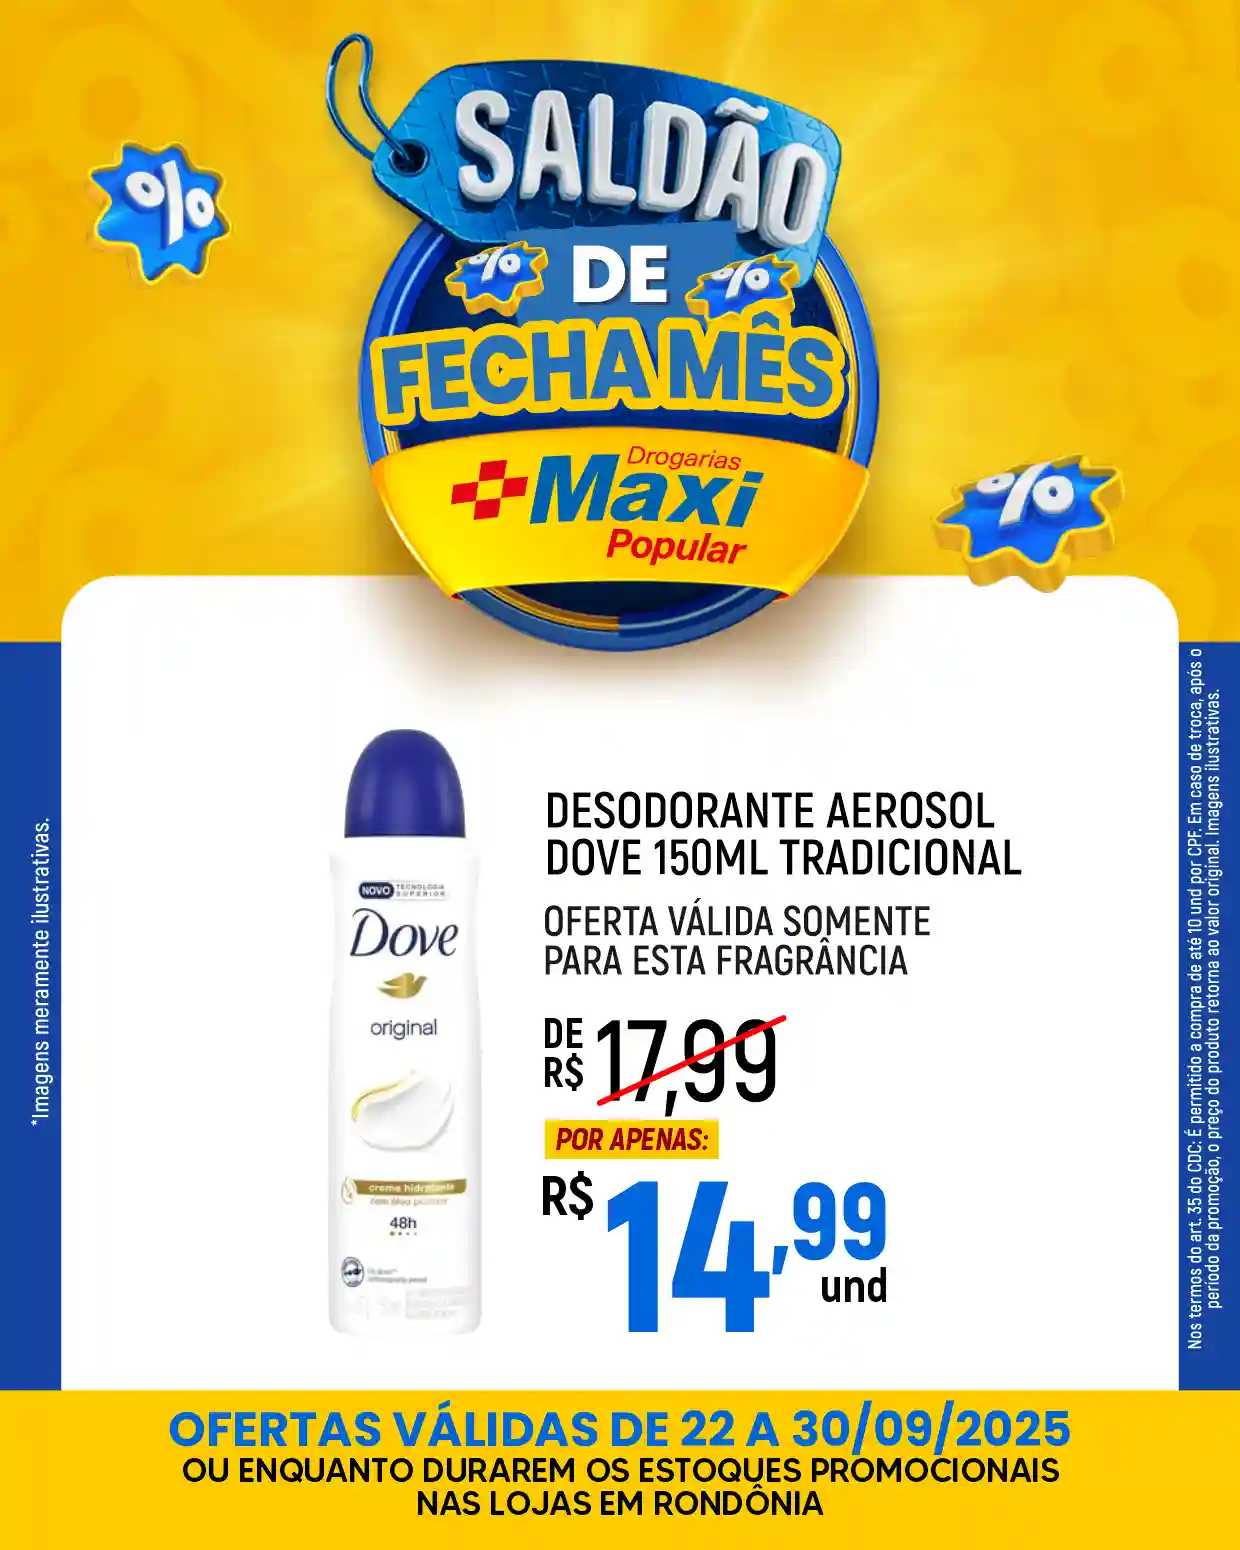 SALDÃO
% DE %
FECHA MÊS
Drogarias
Maxi
Popular
%
%
DESODORANTE AEROSOL
DOVE 150ML TRADICIONAL
OFERTA VÁLIDA SOMENTE
PARA ESTA FRAGRÂNCIA
DE
R$ 17,99
POR APENAS:
R$ 14,99
und
NOVO TECNOLOGIA
SUPERIOR
Dove
original
creme hidratante
48h
*Imagens meramente ilustrativas.
Nos termos do art. 35 do CDC: É permitido a compra de até 10 und por CPF. Em caso de troca, após o
período da promoção, o preço do produto retorna ao valor original. Imagens ilustrativas.
OFERTAS VÁLIDAS DE 22 A 30/09/2025
OU ENQUANTO DURAREM OS ESTOQUES PROMOCIONAIS
NAS LOJAS EM RONDÔNIA